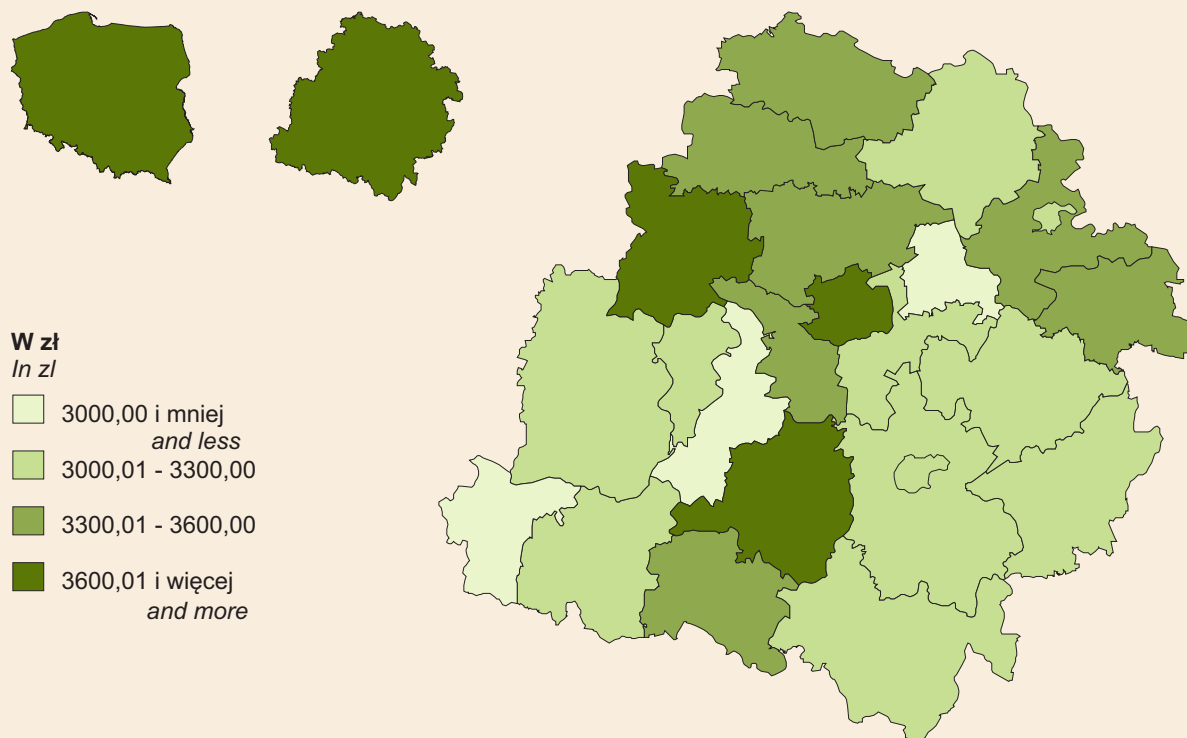 W zł
In zl
3000,00 i mniej
and less
3000,01 - 3300,00
3300,01 - 3600,00
3600,01 i więcej
and more